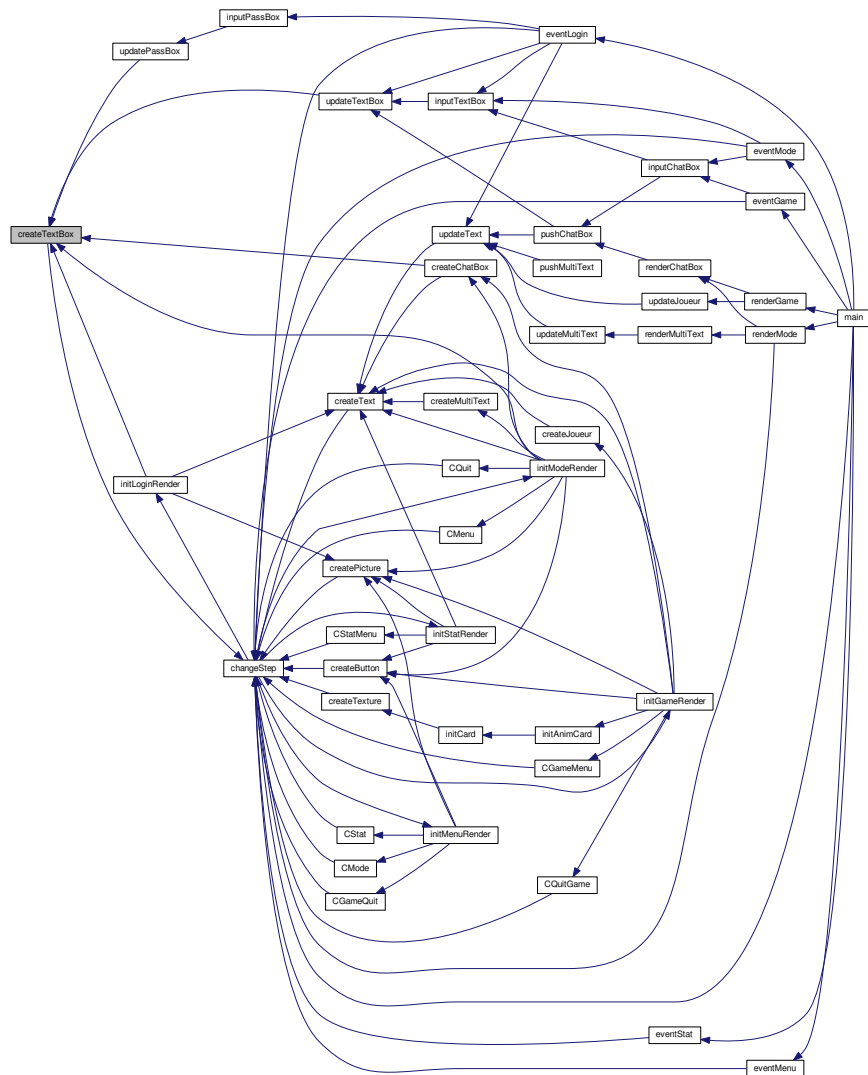 inputPassBox
eventLogin
updatePassBox
updateTextBox
inputTextBox
eventMode
inputChatBox
eventGame
createTextBox
updateText
pushChatBox
createChatBox
pushMultiText
renderChatBox
updateJoueur
renderGame
main
updateMultiText
renderMultiText
renderMode
createText
createMultiText
createJoueur
initLoginRender
CQuit
initModeRender
CMenu
createPicture
CStatMenu
initStatRender
changeStep
createButton
createTexture
initGameRender
initCard
initAnimCard
CGameMenu
CStat
initMenuRender
CMode
CGameQuit
CQuitGame
eventStat
eventMenu